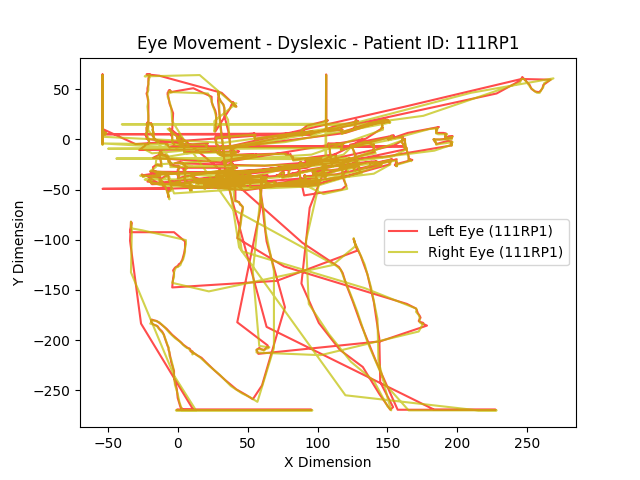 Eye Movement - Dyslexic - Patient ID: 111RP1
Y Dimension
50
0
−50
−100
−150
−200
−250
Left Eye (111RP1)
Right Eye (111RP1)
−50
0
50
100
150
200
250
X Dimension